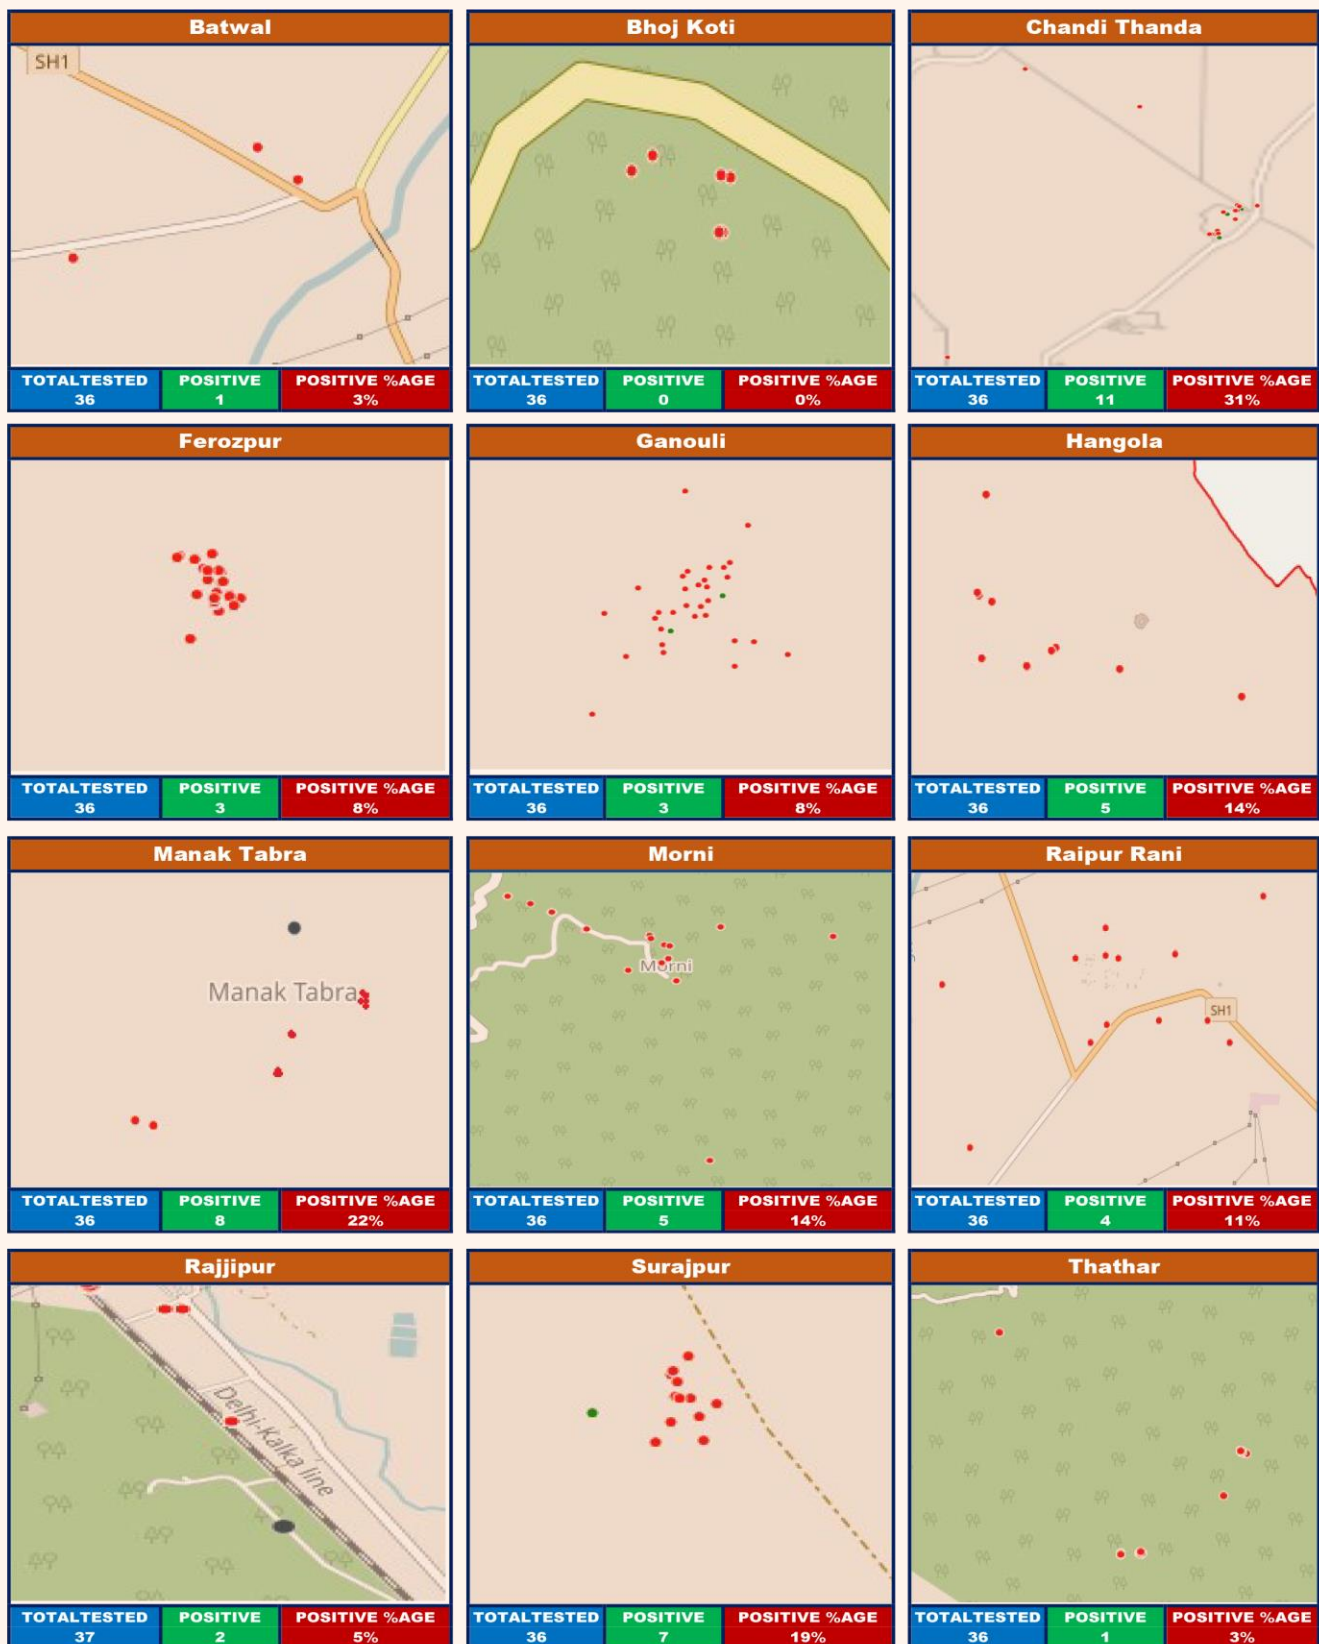 Batwal
SH1
TOTALTESTED POSITIVE POSITIVE %AGE
36 1 3%
Bhoj Koti
TOTALTESTED POSITIVE POSITIVE %AGE
36 0 0%
Chandi Thanda
TOTALTESTED POSITIVE POSITIVE %AGE
36 11 31%
Ferozpur
TOTALTESTED POSITIVE POSITIVE %AGE
36 3 8%
Ganouli
TOTALTESTED POSITIVE POSITIVE %AGE
36 3 8%
Hangola
TOTALTESTED POSITIVE POSITIVE %AGE
36 5 14%
Manak Tabra
Manak Tabra
TOTALTESTED POSITIVE POSITIVE %AGE
36 8 22%
Morni
Morni
TOTALTESTED POSITIVE POSITIVE %AGE
36 5 14%
Raipur Rani
SH1
TOTALTESTED POSITIVE POSITIVE %AGE
36 4 11%
Rajjipur
Delhi-Kalka line
TOTALTESTED POSITIVE POSITIVE %AGE
37 2 5%
Surajpur
TOTALTESTED POSITIVE POSITIVE %AGE
36 7 19%
Thathar
TOTALTESTED POSITIVE POSITIVE %AGE
36 1 3%